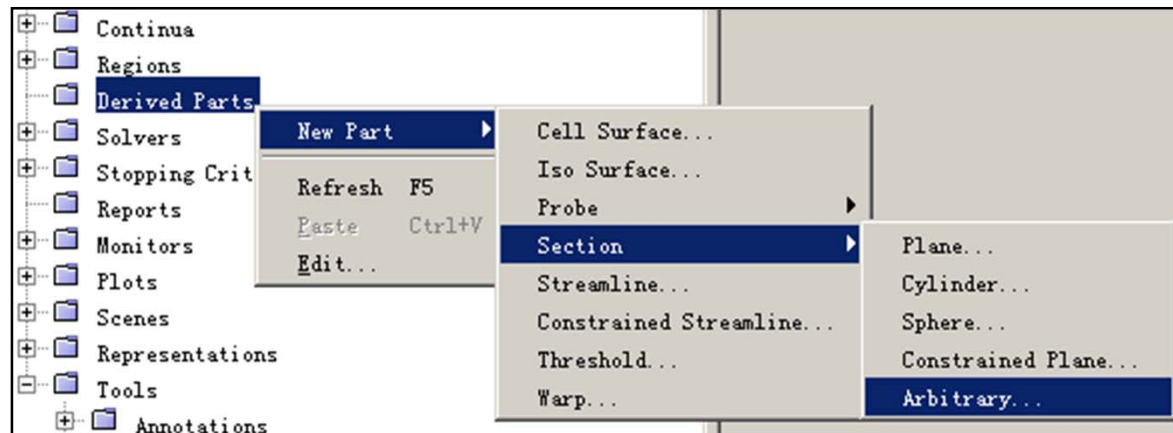 Continua
Regions
Derived Parts
Solvers
Stopping Crit
Reports
Monitors
Plots
Scenes
Representations
Tools
Annotations
New Part
Refresh F5
Paste Ctrl+V
Edit...
Cell Surface...
Iso Surface...
Probe
Section
Streamline...
Constrained Streamline...
Threshold...
Warp...
Plane...
Cylinder...
Sphere...
Constrained Plane...
Arbitrary...